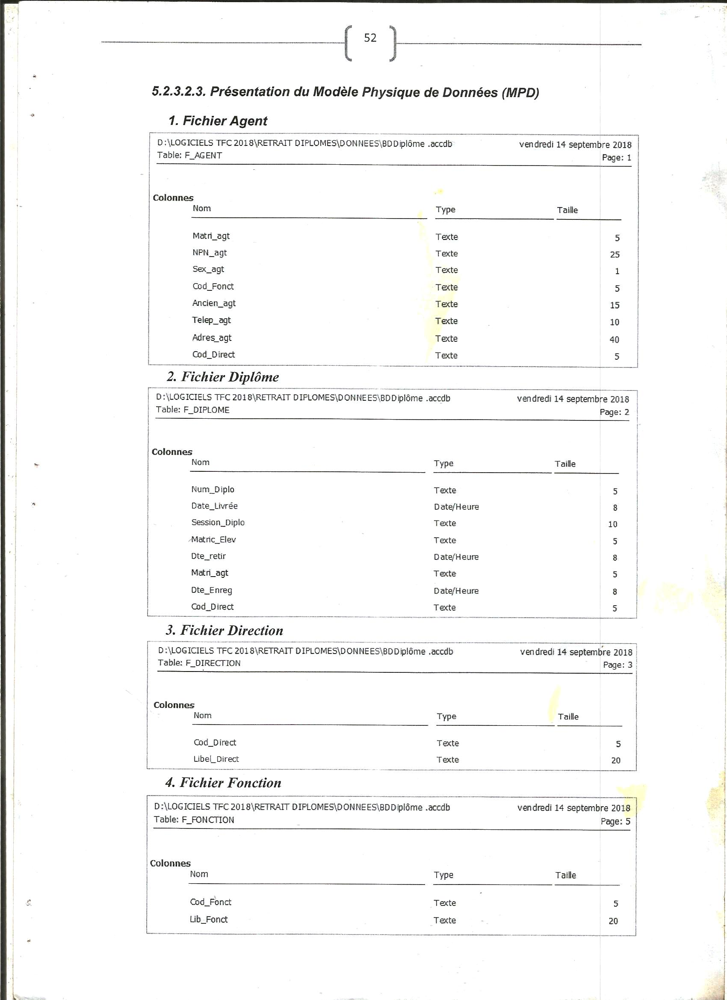 52
5.2.3.2.3. Présentation du Modèle Physique de Données (MPD)
1. Fichier Agent
D:\LOGICIELS TFC 2018\RETRAIT DIPLOMES\DONNEES\BDDiplôme .accdb vendredi 14 septembre 2018
Table: F_AGENT Page: 1
Colonnes
Nom Type Taille
Matri_agt Texte 5
NPN_agt Texte 25
Sex_agt Texte 1
Cod_Fonct Texte 5
Ancien_agt Texte 15
Telep_agt Texte 10
Adres_agt Texte 40
Cod_Direct Texte 5
2. Fichier Diplôme
D:\LOGICIELS TFC 2018\RETRAIT DIPLOMES\DONNEES\BDDiplôme .accdb vendredi 14 septembre 2018
Table: F_DIPLOME Page: 2
Colonnes
Nom Type Taille
Num_Diplo Texte 5
Date_Livrée Date/Heure 8
Session_Diplo Texte 10
Matric_Elev Texte 5
Dte_retir Date/Heure 8
Matri_agt Texte 5
Dte_Enreg Date/Heure 8
Cod_Direct Texte 5
3. Fichier Direction
D:\LOGICIELS TFC 2018\RETRAIT DIPLOMES\DONNEES\BDDiplôme .accdb vendredi 14 septembre 2018
Table: F_DIRECTION Page: 3
Colonnes
Nom Type Taille
Cod_Direct Texte 5
Libel_Direct Texte 20
4. Fichier Fonction
D:\LOGICIELS TFC 2018\RETRAIT DIPLOMES\DONNEES\BDDiplôme .accdb vendredi 14 septembre 2018
Table: F_FONCTION Page: 5
Colonnes
Nom Type Taille
Cod_Fonct Texte 5
Lib_Fonct Texte 20